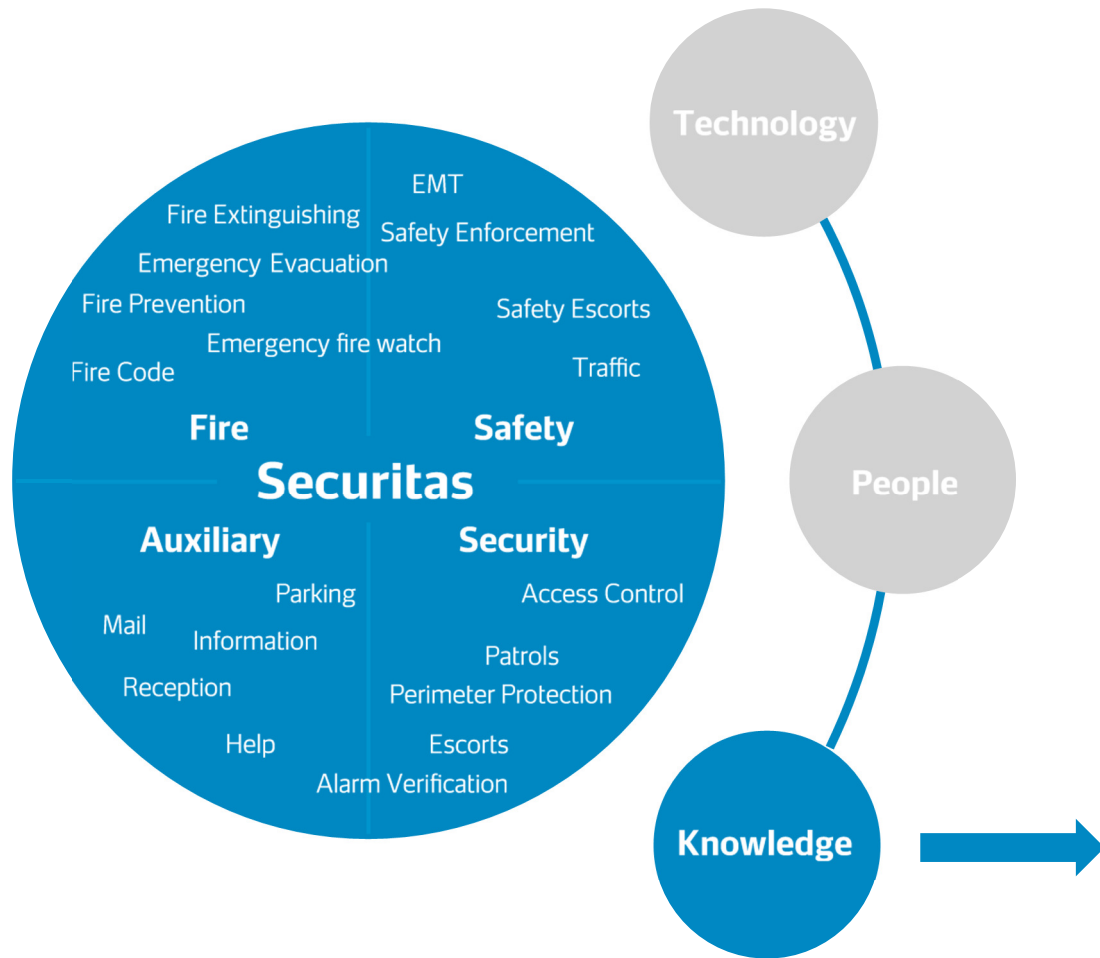 Technology
EMT
Fire Extinguishing
Safety Enforcement
Emergency Evacuation
Fire Prevention
Safety Escorts
Emergency fire watch
Fire Code
Traffic
Fire
Safety
Securitas
People
Auxiliary
Security
Parking
Access Control
Mail
Information
Patrols
Reception
Perimeter Protection
Help
Escorts
Alarm Verification
Knowledge